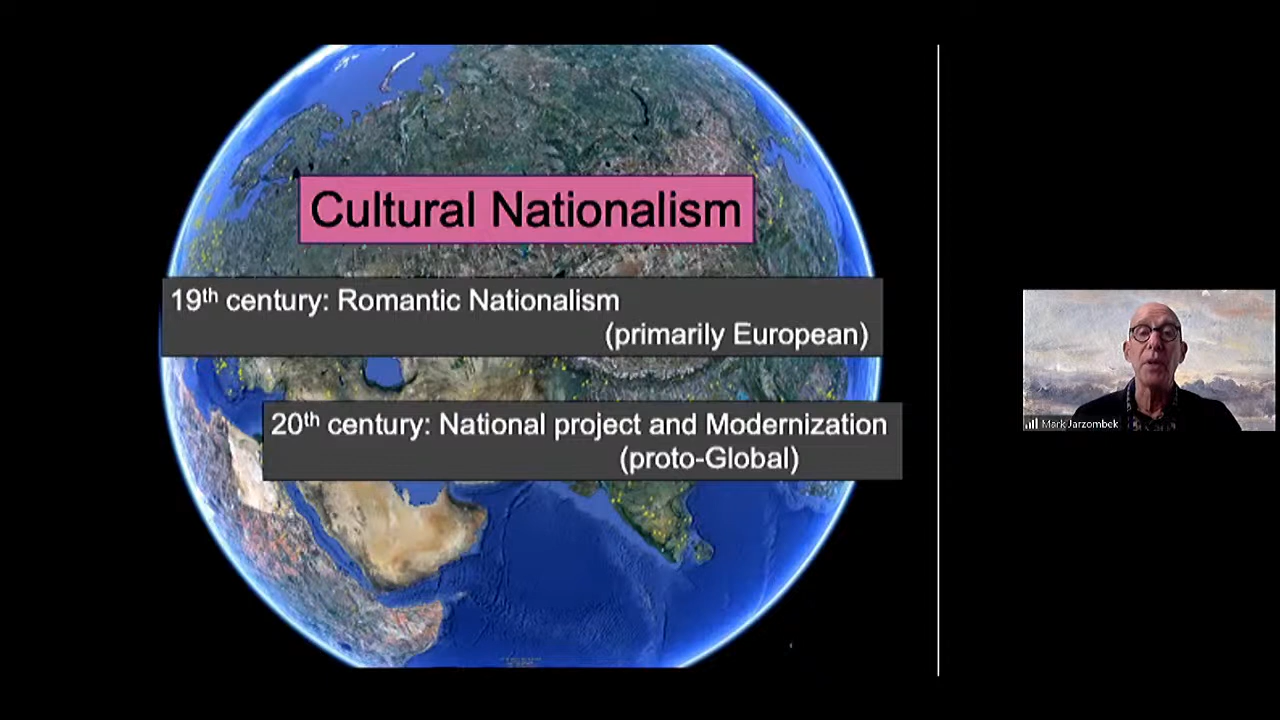 Cultural Nationalism
19th century: Romantic Nationalism
(primarily European)
20th century: National project and Modernization
(proto-Global)
Mark Jarzombek